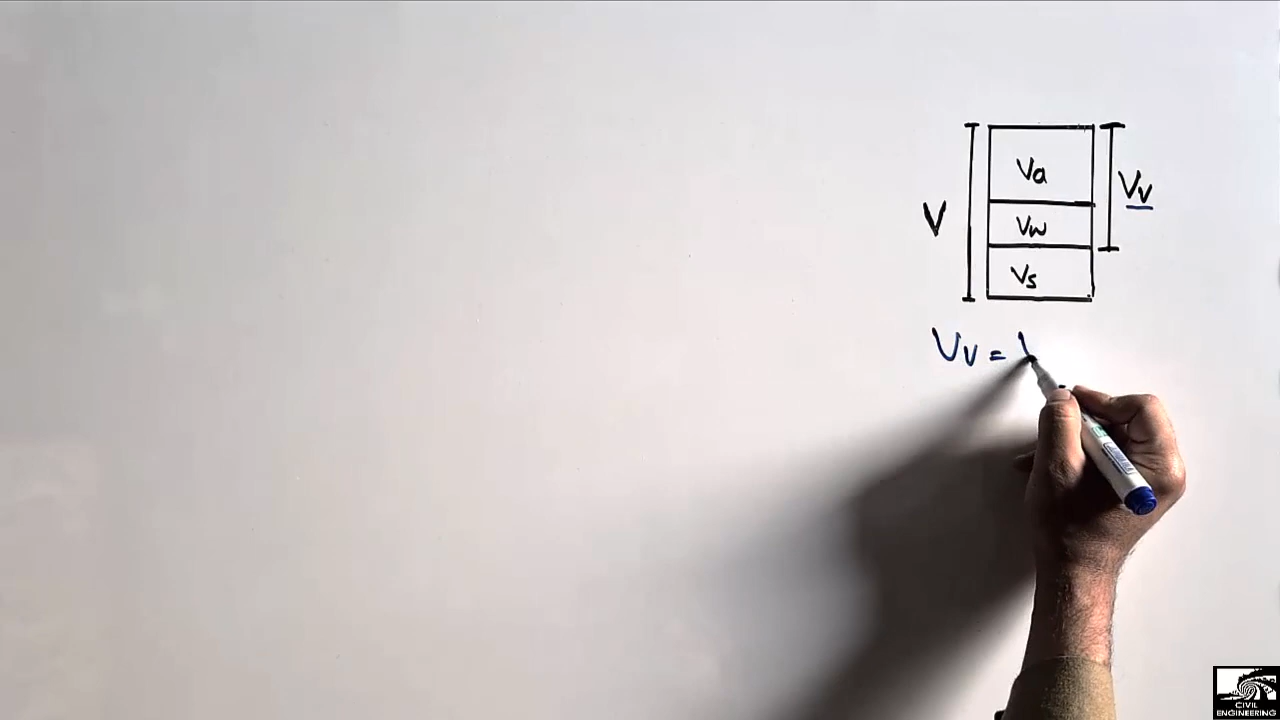 Va
Vv
V
Vw
Vs
Vv =
CIVIL
ENGINEERING